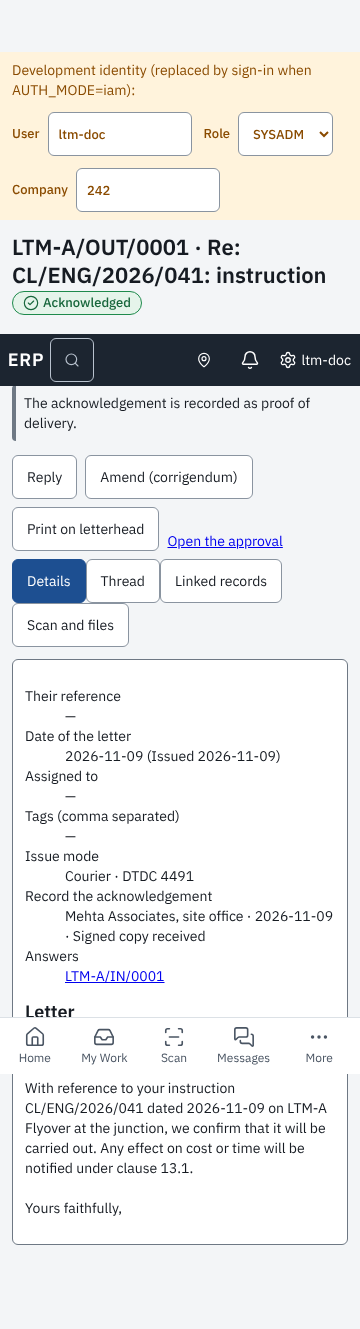 Development identity (replaced by sign-in when
AUTH_MODE=iam):
User ltm-doc Role SYSADM
Company 242
LTM-A/OUT/0001 · Re:
CL/ENG/2026/041: instruction
Acknowledged
ERP ltm-doc
The acknowledgement is recorded as proof of
delivery.
Reply Amend (corrigendum)
Print on letterhead Open the approval
Details Thread Linked records
Scan and files
Their reference
—
Date of the letter
2026-11-09 (Issued 2026-11-09)
Assigned to
—
Tags (comma separated)
—
Issue mode
Courier · DTDC 4491
Record the acknowledgement
Mehta Associates, site office · 2026-11-09
· Signed copy received
Answers
LTM-A/IN/0001
Letter
Home My Work Scan Messages More
With reference to your instruction
CL/ENG/2026/041 dated 2026-11-09 on LTM-A
Flyover at the junction, we confirm that it will be
carried out. Any effect on cost or time will be
notified under clause 13.1.
Yours faithfully,